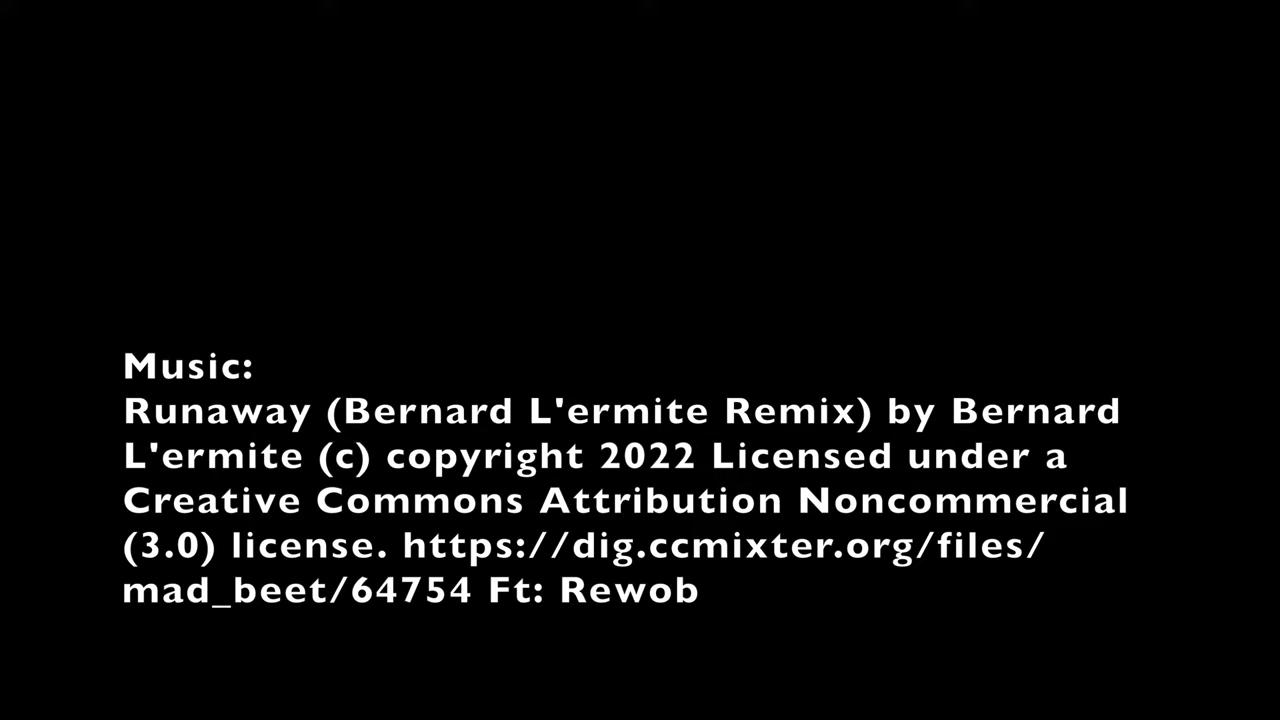 Music:
Runaway (Bernard L'ermite Remix) by Bernard
L'ermite (c) copyright 2022 Licensed under a
Creative Commons Attribution Noncommercial
(3.0) license. https://dig.ccmixter.org/files/
mad_beet/64754 Ft: Rewob